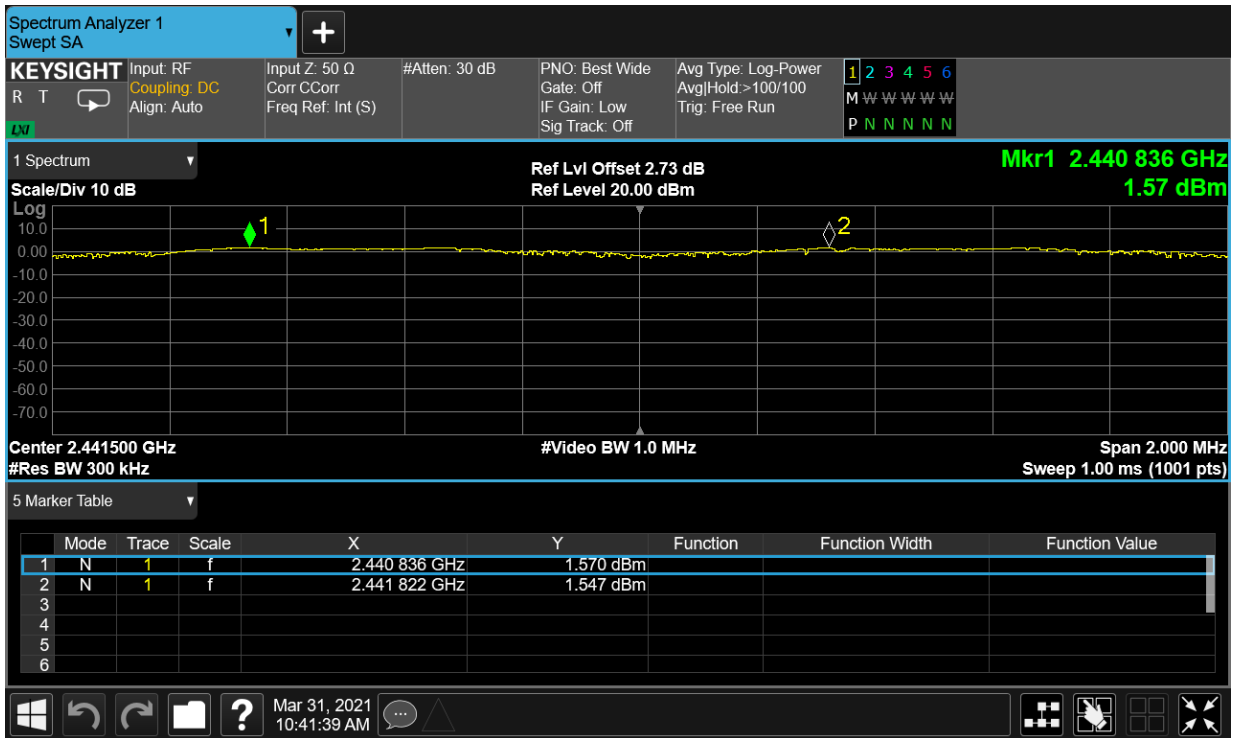 Spectrum Analyzer 1
Swept SA
KEYSIGHT
R T
LXI
Input: RF
Coupling: DC
Align: Auto
Input Z: 50 Ω
Corr CCorr
Freq Ref: Int (S)
#Atten: 30 dB
PNO: Best Wide
Gate: Off
IF Gain: Low
Sig Track: Off
Avg Type: Log-Power
Avg|Hold:>100/100
Trig: Free Run
1 2 3 4 5 6
M W W W W W
P N N N N N
1 Spectrum
Scale/Div 10 dB
Log
Ref Lvl Offset 2.73 dB
Ref Level 20.00 dBm
Mkr1 2.440 836 GHz
1.57 dBm
1
2
10.0
0.00
-10.0
-20.0
-30.0
-40.0
-50.0
-60.0
-70.0
Center 2.441500 GHz
#Video BW 1.0 MHz
Span 2.000 MHz
#Res BW 300 kHz
Sweep 1.00 ms (1001 pts)
5 Marker Table
Mode Trace Scale X Y Function Function Width Function Value
1 N 1 f 2.440 836 GHz 1.570 dBm
2 N 1 f 2.441 822 GHz 1.547 dBm
3
4
5
6
?
Mar 31, 2021
10:41:39 AM